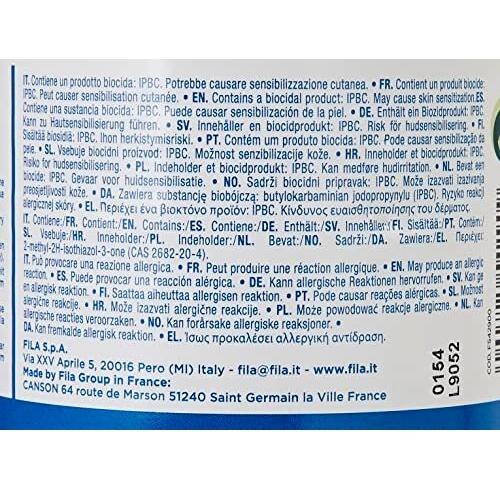 IT. Contiene un prodotto biocida: IPBC. Potrebbe causare sensibilizzazione cutanea. • FR. Contient un produit biocide:
IPBC. Peut causer sensibilisation cutanée. • EN. Contains a biocidal product: IPBC. May cause skin sensitization.ES.
Contiene una sustancia biocida: IPBC. Puede causar sensibilización de la piel. • DE. Enthält ein Biozidprodukt: IPBC.
Kann zu Hautsensibilisierung führen. • SV. Innehåller en biocidprodukt: IPBC. Risk for hudsensibilisering. • FI.
Sisältää biosidiä: IPBC. Ihon herkistymisriski. • PT. Contém um produto biocida: IPBC. Pode causar sensibilização da
pele. • SL. Vsebuje biocidni proizvod: IPBC. Možnost senzibilizacije kože. • HR. Inneholder et biocidprodukt: IPBC.
Risiko for hudsensibilisering. • PL. Indeholder et biocidprodukt: IPBC. Kan medføre hudirritation. • NL. Bevat een
biocide: IPBC. Gevaar voor huidsensibilisatie. • NO. Sadrži biocidni pripravak: IPBC. Može izazvati izazivanja
preosjetljivosti kože. • DA. Zawiera substancję biobójczą: butylokarbaminian jodopropynylu (IPBC). Ryzyko reakcji
alergicznej skóry. • EL. Περιέχει ένα βιοκτόνο προϊόν: IPBC. Κίνδυνος ευαισθητοποίησης του δέρματος.
IT. Contiene:/FR. Contient:/EN. Contains:/ES. Contiene:/DE. Enthält:/SV. Innehåller:/FI. Sisältää:/PT. Contém:/
SL. Vsebuje:/HR. Inneholder:/PL. Indeholder:/NL. Bevat:/NO. Sadrži:/DA. Zawiera:/EL. Περιέχει:
2-methyl-2H-isothiazol-3-one (CAS 2682-20-4).
IT. Può provocare una reazione allergica. • FR. Peut produire une réaction allergique. • EN. May produce an allergic
reaction. • ES. Puede provocar una reacción alérgica. • DE. Kann allergische Reaktionen hervorrufen. • SV. Kan ge
en allergisk reaktion. • FI. Saattaa aiheuttaa allergisen reaktion. • PT. Pode causar reações alérgicas. • SL. Možnost
alergične reakcije. • HR. Može izazvati alergične reakcije. • PL. Może powodować reakcje alergiczne. • NL. Kan een
allergische reacties veroorzaken. • NO. Kan forårsake allergiske reaksjoner. •
DA. Kan fremkalde allergisk reaktion. • EL. Ίσως προκαλέσει αλλεργική αντίδραση.
FILA S.p.A.
Via XXV Aprile 5, 20016 Pero (MI) Italy - fila@fila.it - www.fila.it
Made by Fila Group in France:
CANSON 64 route de Marson 51240 Saint Germain la Ville France
0154
L9052
COD. F542000